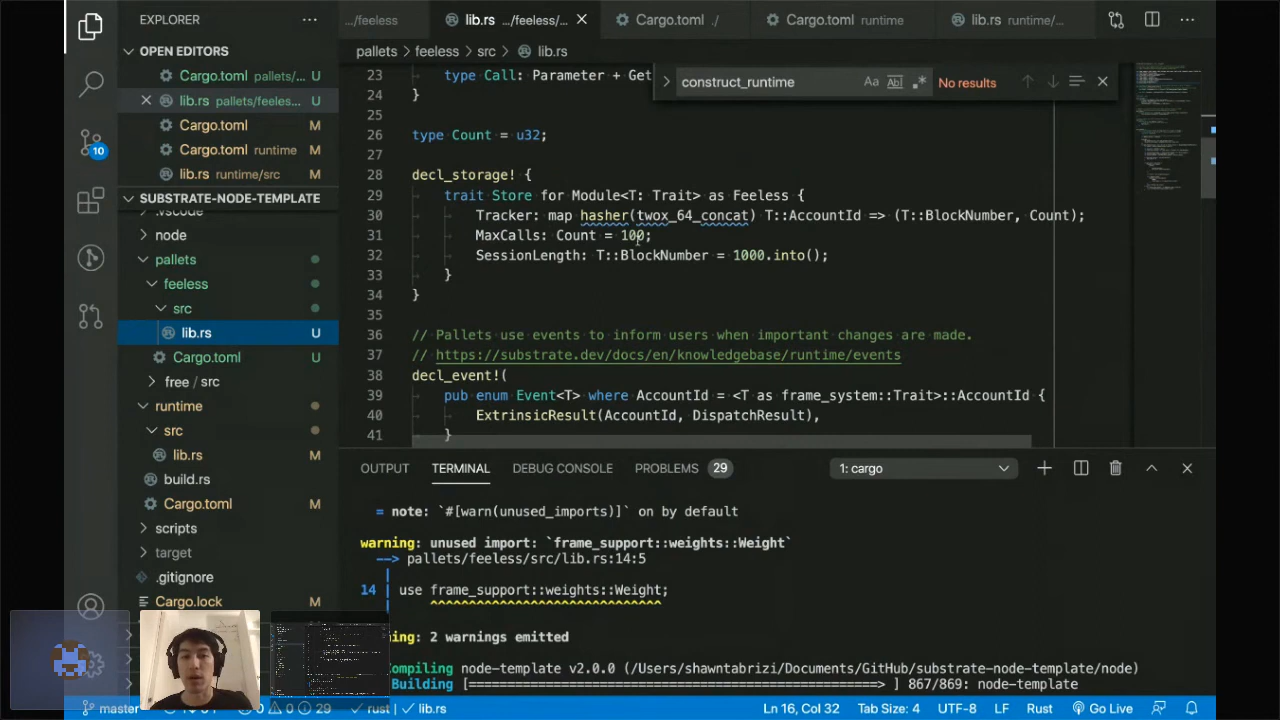 EXPLORER
OPEN EDITORS
Cargo.toml pallets/... U
lib.rs pallets/feeles... U
Cargo.toml M
Cargo.toml runtime M
lib.rs runtime/src M
10
SUBSTRATE-NODE-TEMPLATE
.vscode
node
pallets
feeless
src
lib.rs U
Cargo.toml U
free / src
runtime
src
lib.rs M
build.rs
Cargo.toml M
scripts
target
.gitignore
Cargo.lock M
.../feeless
lib.rs .../feeless/...
Cargo.toml ./
Cargo.toml runtime
lib.rs runtime/...
pallets > feeless > src > lib.rs
construct_runtime Aa Abl .* No results
23 type Call: Parameter + Get
24 }
25
26 type Count = u32;
27
28 decl_storage! {
29 trait Store for Module<T: Trait> as Feeless {
30 Tracker: map hasher(twox_64_concat) T::AccountId => (T::BlockNumber, Count);
31 MaxCalls: Count = 100;
32 SessionLength: T::BlockNumber = 1000.into();
33 }
34 }
35
36 // Pallets use events to inform users when important changes are made.
37 // https://substrate.dev/docs/en/knowledgebase/runtime/events
38 decl_event!(
39 pub enum Event<T> where AccountId = <T as frame_system::Trait>::AccountId {
40 ExtrinsicResult(AccountId, DispatchResult),
41 }
OUTPUT TERMINAL DEBUG CONSOLE PROBLEMS 29 1: cargo
= note: `#[warn(unused_imports)]` on by default
warning: unused import: `frame_support::weights::Weight`
--> pallets/feeless/src/lib.rs:14:5
|
14 | use frame_support::weights::Weight;
| ^^^^^^^^^^^^^^^^^^^^^^^^^^^^^^
ing: 2 warnings emitted
ompiling node-template v2.0.0 (/Users/shawntabrizi/Documents/GitHub/substrate-node-template/node)
Building [=====================================================> ] 867/869: node-template
master 0 0 29 rust lib.rs Ln 16, Col 32 Tab Size: 4 UTF-8 LF Rust Go Live